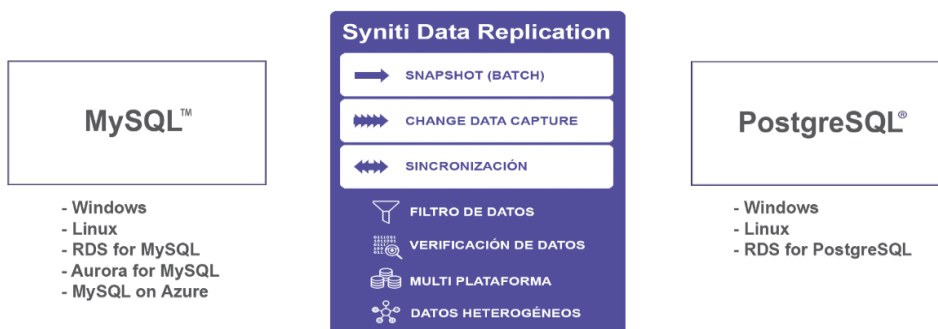 MySQL™
- Windows
- Linux
- RDS for MySQL
- Aurora for MySQL
- MySQL on Azure
Syniti Data Replication
SNAPSHOT (BATCH)
CHANGE DATA CAPTURE
SINCRONIZACIÓN
FILTRO DE DATOS
VERIFICACIÓN DE DATOS
MULTI PLATAFORMA
DATOS HETEROGÉNEOS
PostgreSQL®
- Windows
- Linux
- RDS for PostgreSQL